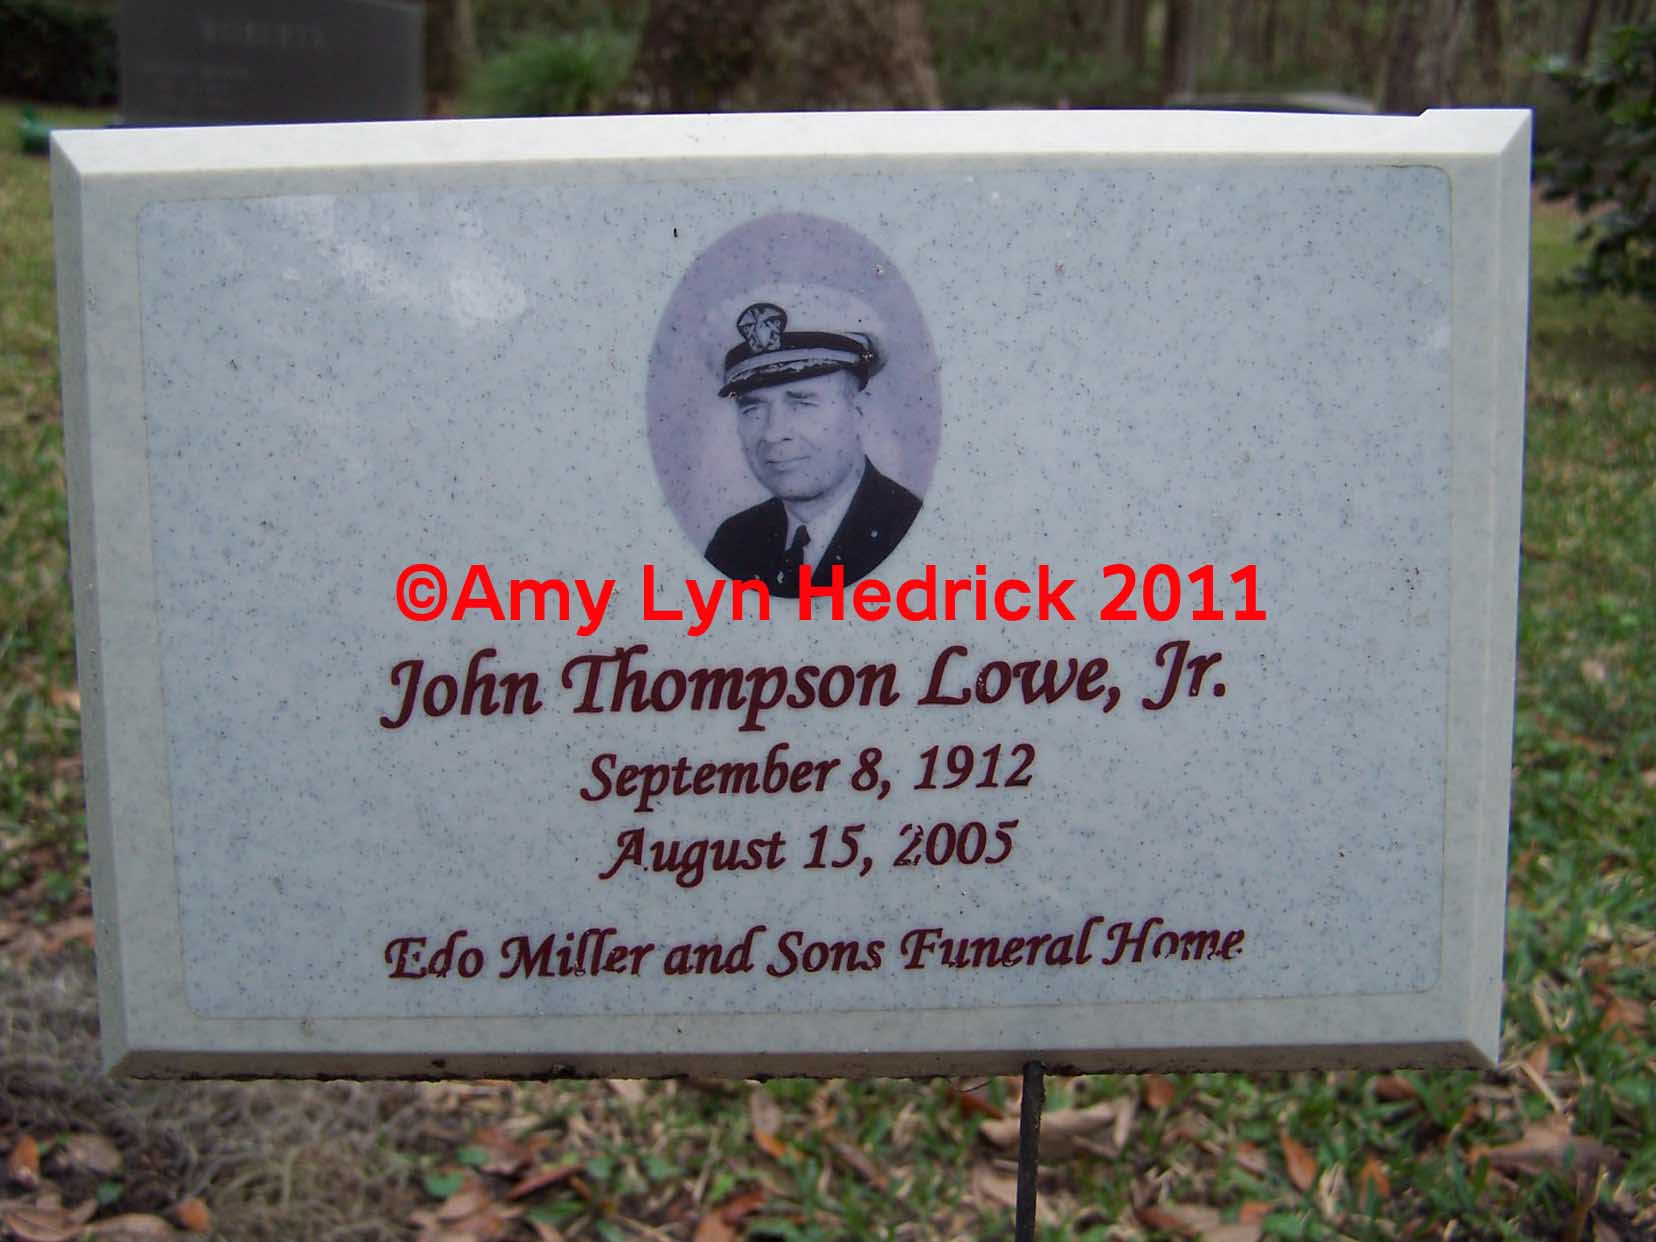 ROBERTS
©Amy Lyn Hedrick 2011
John Thompson Lowe, Jr.
September 8, 1912
August 15, 2005
Edo Miller and Sons Funeral Home